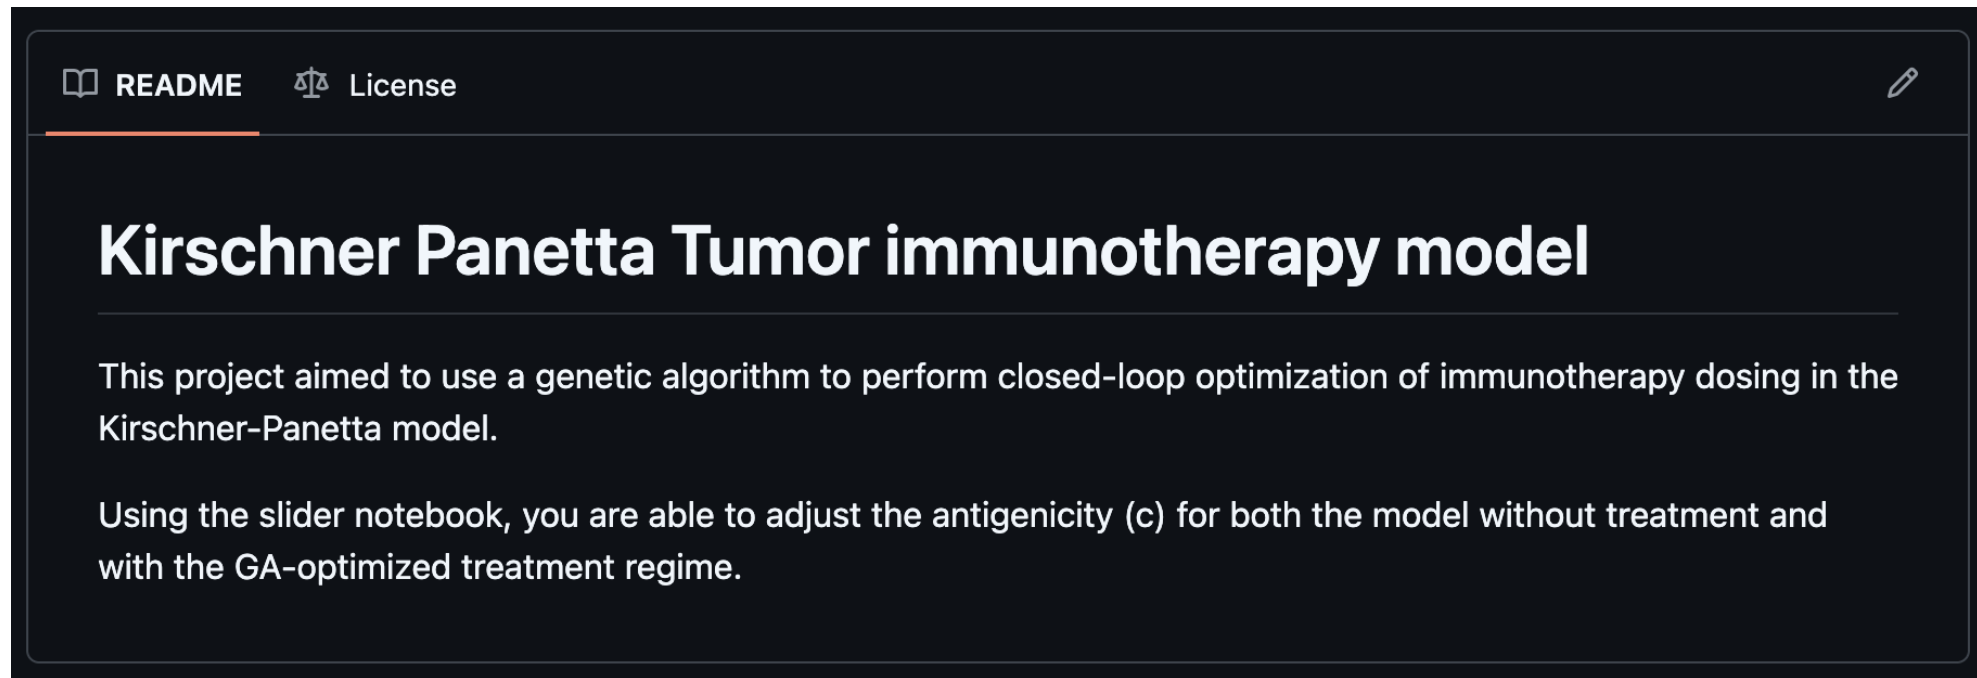 README License
Kirschner Panetta Tumor immunotherapy model
This project aimed to use a genetic algorithm to perform closed-loop optimization of immunotherapy dosing in the
Kirschner-Panetta model.
Using the slider notebook, you are able to adjust the antigenicity (c) for both the model without treatment and
with the GA-optimized treatment regime.